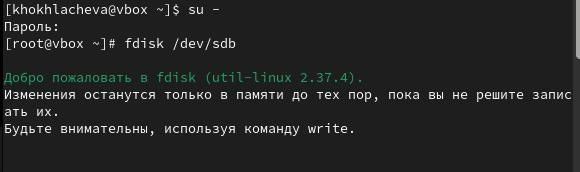 [khokhlacheva@vbox ~]$ su -
Пароль:
[root@vbox ~]# fdisk /dev/sdb
Добро пожаловать в fdisk (util-linux 2.37.4).
Изменения останутся только в памяти до тех пор, пока вы не решите запис
ать их.
Будьте внимательны, используя команду write.